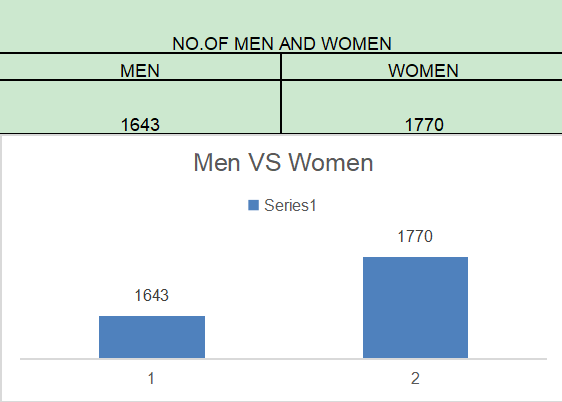 NO.OF MEN AND WOMEN
MEN WOMEN
1643 1770
Men VS Women
Series1
1770
1643
1 2